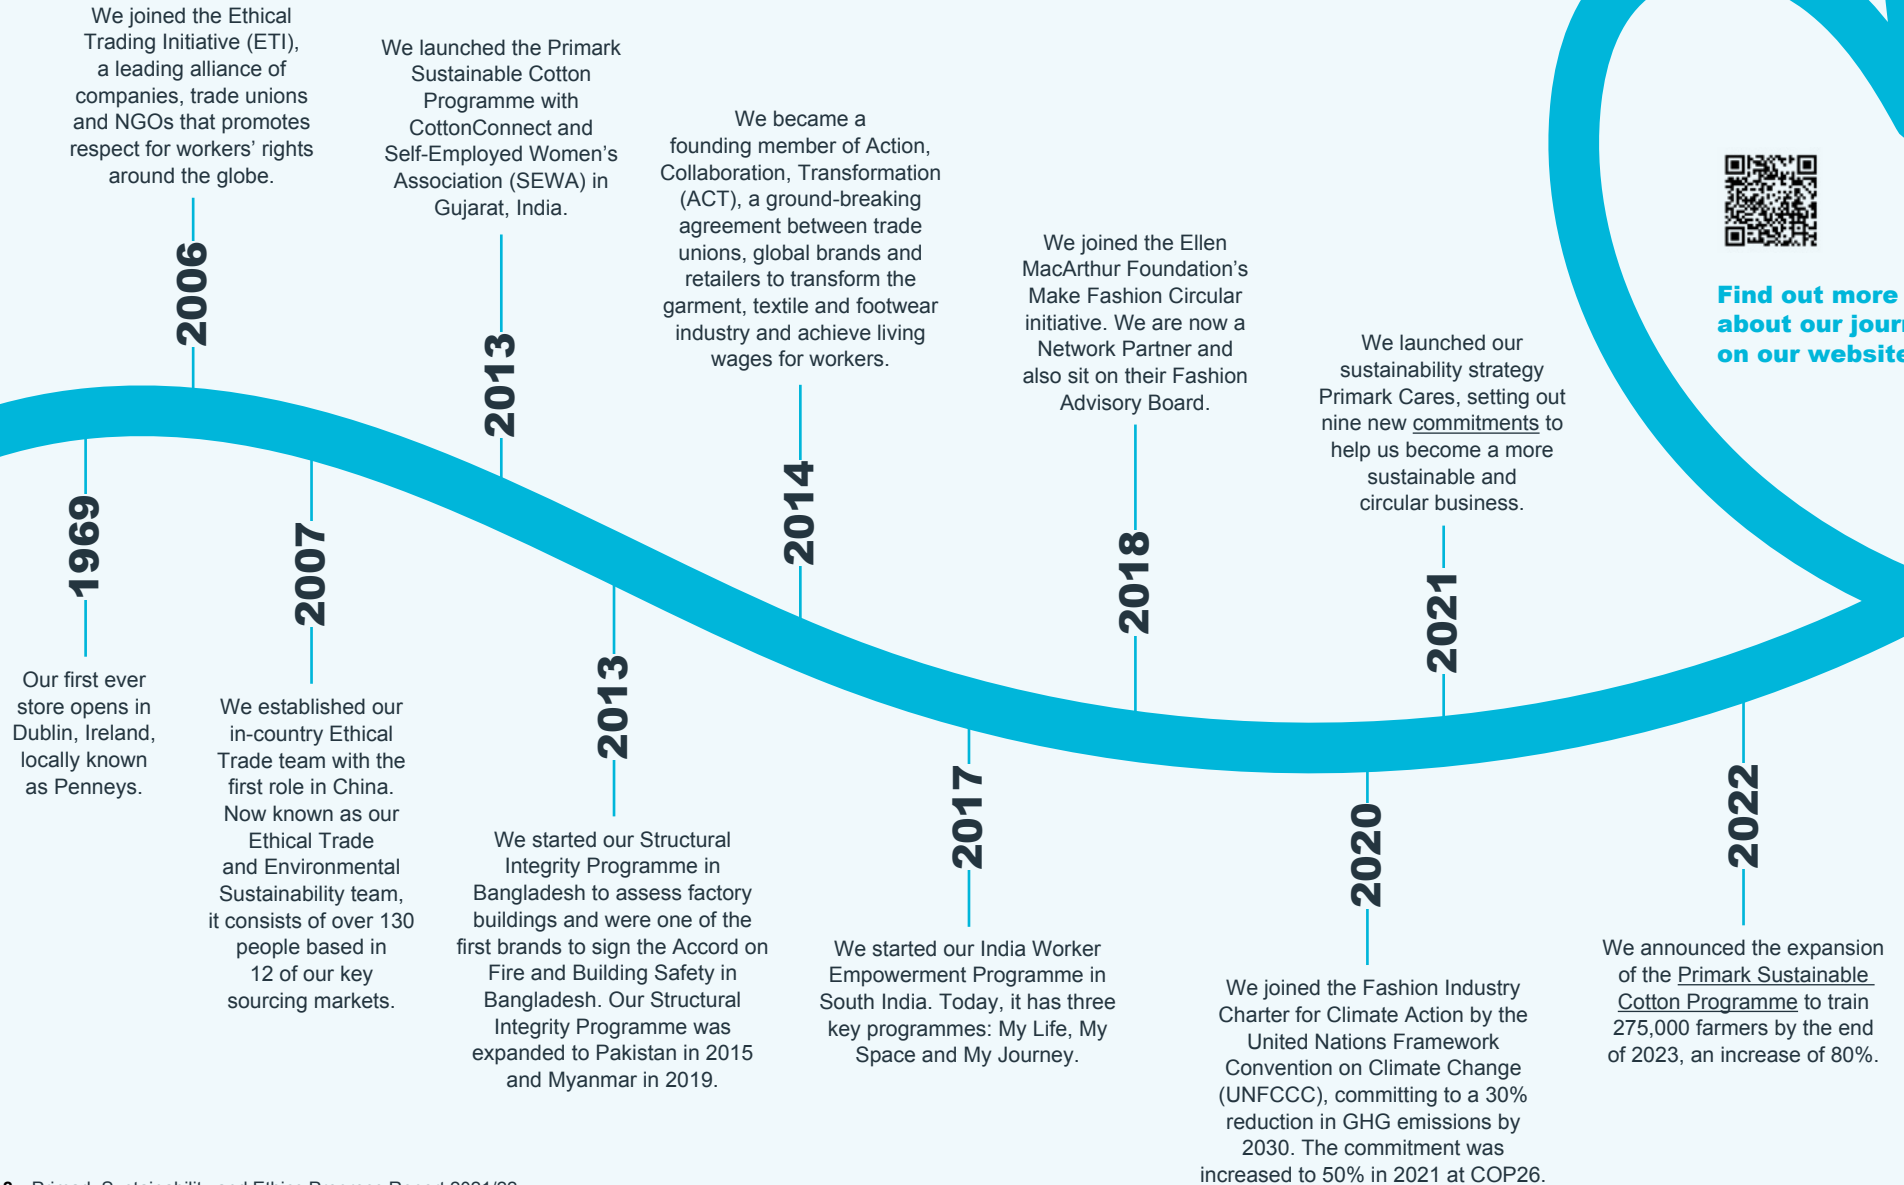 We joined the Ethical
Trading Initiative (ETI),
a leading alliance of
companies, trade unions
and NGOs that promotes
respect for workers' rights
around the globe.
2006
We launched the Primark
Sustainable Cotton
Programme with
CottonConnect and
Self-Employed Women's
Association (SEWA) in
Gujarat, India.
2013
We became a
founding member of Action,
Collaboration, Transformation
(ACT), a ground-breaking
agreement between trade
unions, global brands and
retailers to transform the
garment, textile and footwear
industry and achieve living
wages for workers.
2014
We joined the Ellen
MacArthur Foundation's
Make Fashion Circular
initiative. We are now a
Network Partner and
also sit on their Fashion
Advisory Board.
2018
We launched our
sustainability strategy
Primark Cares, setting out
nine new commitments to
help us become a more
sustainable and
circular business.
2021
Find out more
about our jour
on our website
1969
Our first ever
store opens in
Dublin, Ireland,
locally known
as Penneys.
2007
We established our
in-country Ethical
Trade team with the
first role in China.
Now known as our
Ethical Trade
and Environmental
Sustainability team,
it consists of over 130
people based in
12 of our key
sourcing markets.
2013
We started our Structural
Integrity Programme in
Bangladesh to assess factory
buildings and were one of the
first brands to sign the Accord on
Fire and Building Safety in
Bangladesh. Our Structural
Integrity Programme was
expanded to Pakistan in 2015
and Myanmar in 2019.
2017
We started our India Worker
Empowerment Programme in
South India. Today, it has three
key programmes: My Life, My
Space and My Journey.
2020
We joined the Fashion Industry
Charter for Climate Action by the
United Nations Framework
Convention on Climate Change
(UNFCCC), committing to a 30%
reduction in GHG emissions by
2030. The commitment was
increased to 50% in 2021 at COP26.
2022
We announced the expansion
of the Primark Sustainable
Cotton Programme to train
275,000 farmers by the end
of 2023, an increase of 80%.
Primark Sustainability and Ethics Progress Report 2021/22